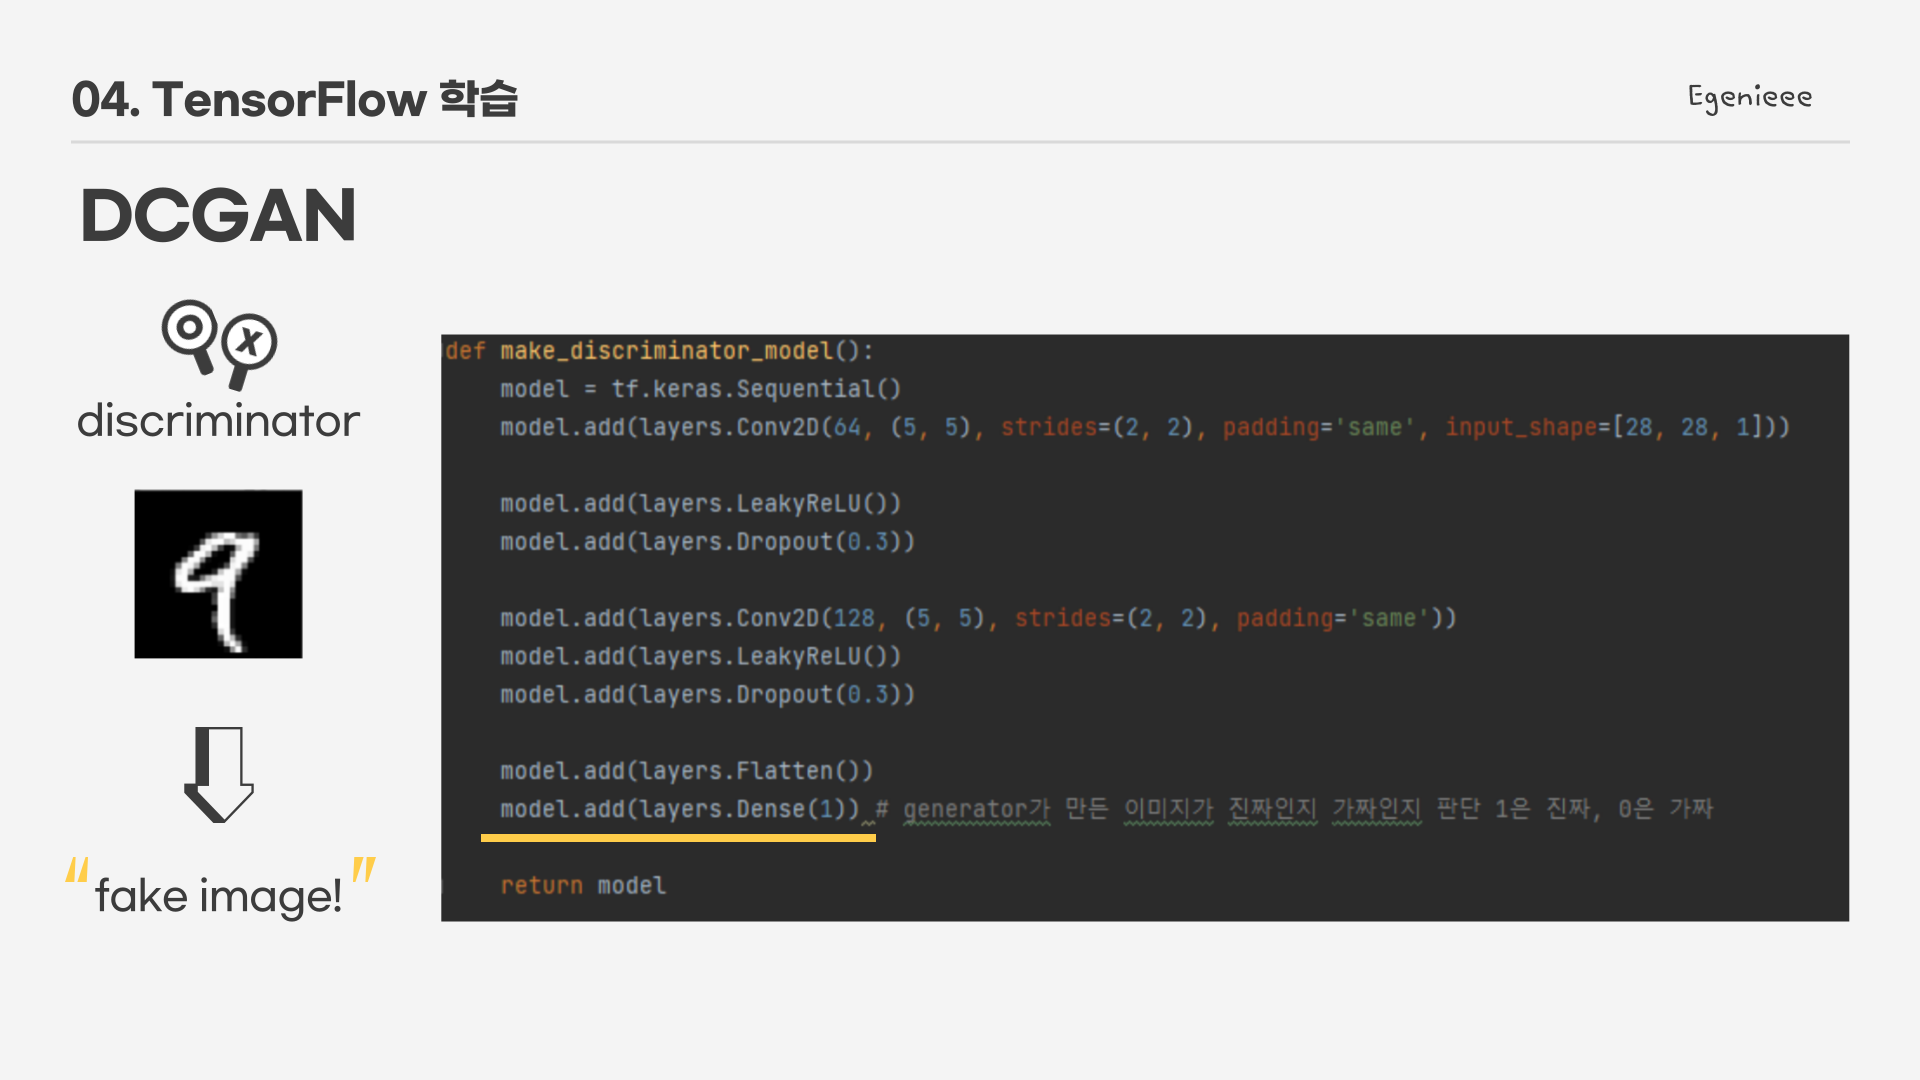 04. TensorFlow 학습
Egenieee
DCGAN
discriminator
“fake image!”
def make_discriminator_model():
model = tf.keras.Sequential()
model.add(layers.Conv2D(64, (5, 5), strides=(2, 2), padding='same', input_shape=[28, 28, 1]))
model.add(layers.LeakyReLU())
model.add(layers.Dropout(0.3))
model.add(layers.Conv2D(128, (5, 5), strides=(2, 2), padding='same'))
model.add(layers.LeakyReLU())
model.add(layers.Dropout(0.3))
model.add(layers.Flatten())
model.add(layers.Dense(1)) # generator가 만든 이미지가 진짜인지 가짜인지 판단 1은 진짜, 0은 가짜
return model